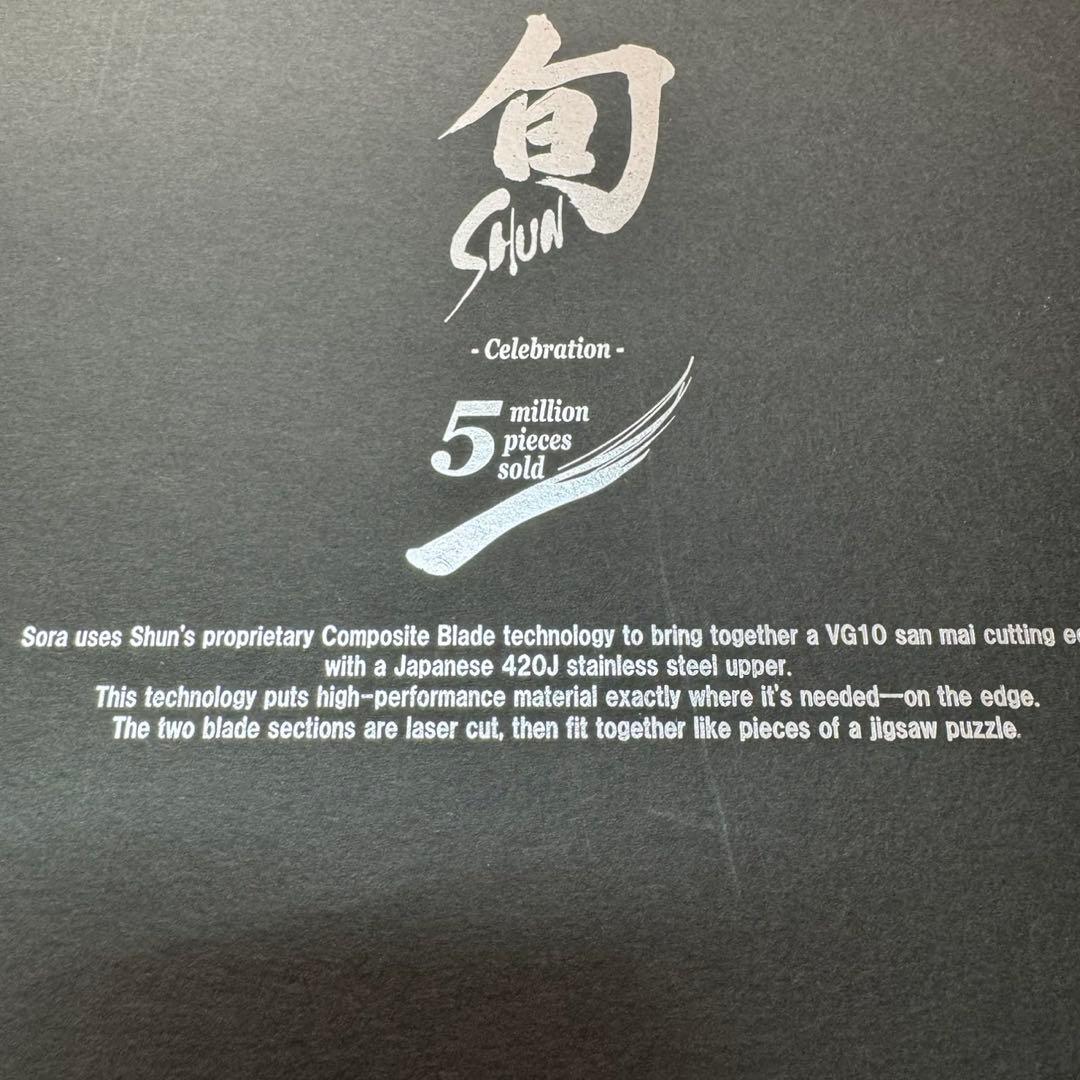 旬
SHUN
- Celebration -
5 million
pieces
sold
Sora uses Shun's proprietary Composite Blade technology to bring together a VG10 san mai cutting
with a Japanese 420J stainless steel upper.
This technology puts high-performance material exactly where it's needed—on the edge.
The two blade sections are laser cut, then fit together like pieces of a jigsaw puzzle.